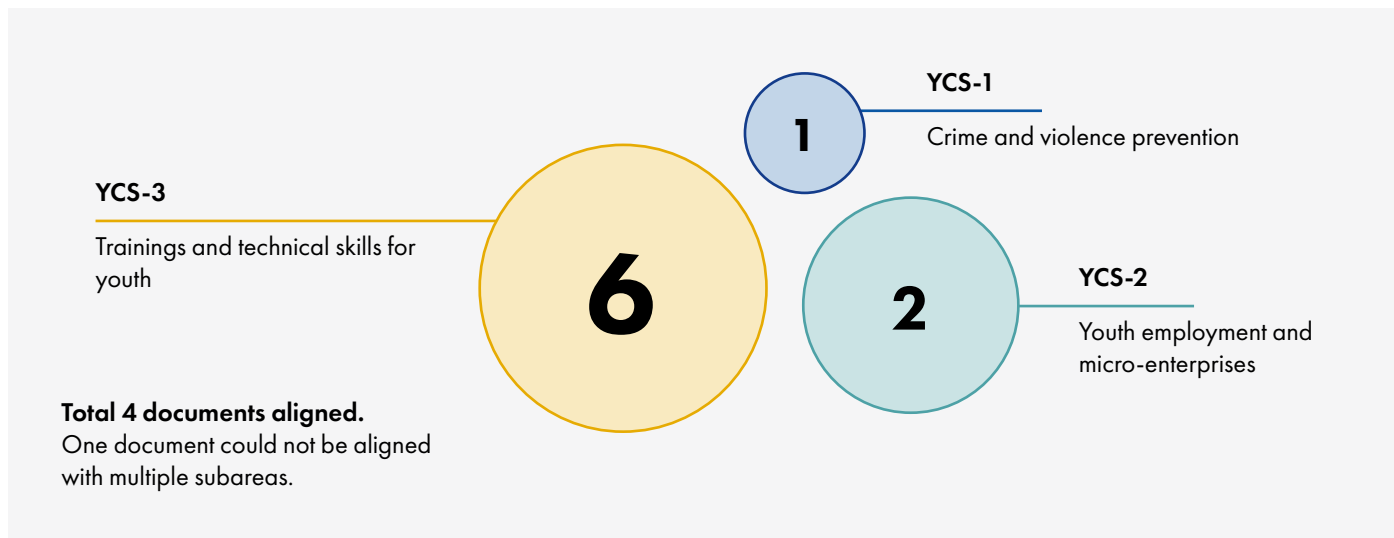 YCS-1
1
Crime and violence prevention
YCS-3
Trainings and technical skills for
youth
6
YCS-2
2
Youth employment and
micro-enterprises
Total 4 documents aligned.
One document could not be aligned
with multiple subareas.